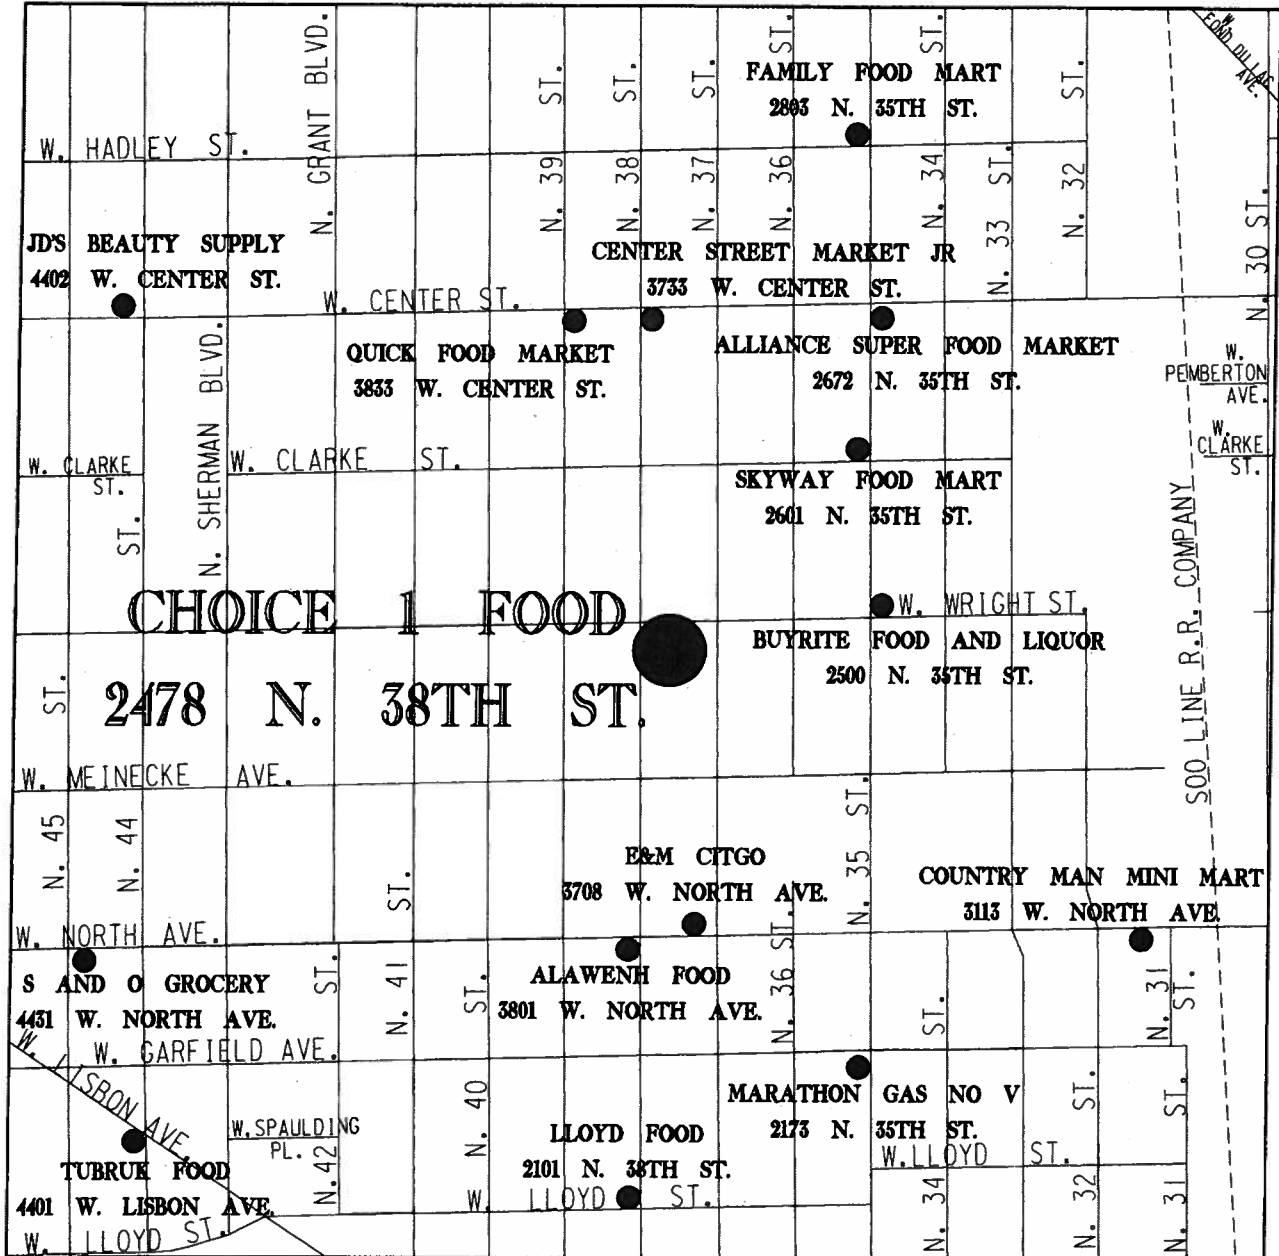 W. FOND DU LAC AVE.
N. GRANT BLVD.
N. 39 ST.
N. 38 ST.
N. 37 ST.
N. 36 ST.
N. 34 ST.
N. 33 ST.
N. 32 ST.
N. 30 ST.
FAMILY FOOD MART
2803 N. 35TH ST.
W. HADLEY ST.
JD'S BEAUTY SUPPLY
4402 W. CENTER ST.
CENTER STREET MARKET JR
3733 W. CENTER ST.
W. CENTER ST.
QUICK FOOD MARKET
3833 W. CENTER ST.
ALLIANCE SUPER FOOD MARKET
2672 N. 35TH ST.
W.
PEMBERTON
AVE.
N. SHERMAN BLVD.
W. CLARKE
ST.
W. CLARKE ST.
W.
CLARKE
ST.
SKYWAY FOOD MART
2601 N. 35TH ST.
SOO LINE R.R. COMPANY
W. WRIGHT ST.
CHOICE 1 FOOD
2478 N. 38TH ST.
BUYRITE FOOD AND LIQUOR
2500 N. 35TH ST.
W. MEINECKE AVE.
N. 45 ST.
N. 44 ST.
N. 41 ST.
N. 35 ST.
E&M CITGO
3708 W. NORTH AVE.
COUNTRY MAN MINI MART
3113 W. NORTH AVE.
W. NORTH AVE.
S AND O GROCERY
4431 W. NORTH AVE.
ALAWENH FOOD
3801 W. NORTH AVE.
N. 36 ST.
N. 31 ST.
W. GARFIELD AVE.
W. LISBON AVE.
N. 42 ST.
N. 40 ST.
MARATHON GAS NO V
2173 N. 35TH ST.
W. SPAULDING
PL.
LLOYD FOOD
2101 N. 38TH ST.
W. LLOYD ST.
TUBRUK FOOD
4401 W. LISBON AVE.
W. LLOYD ST.
W. LLOYD ST.
N. 34 ST.
N. 32 ST.
N. 31 ST.